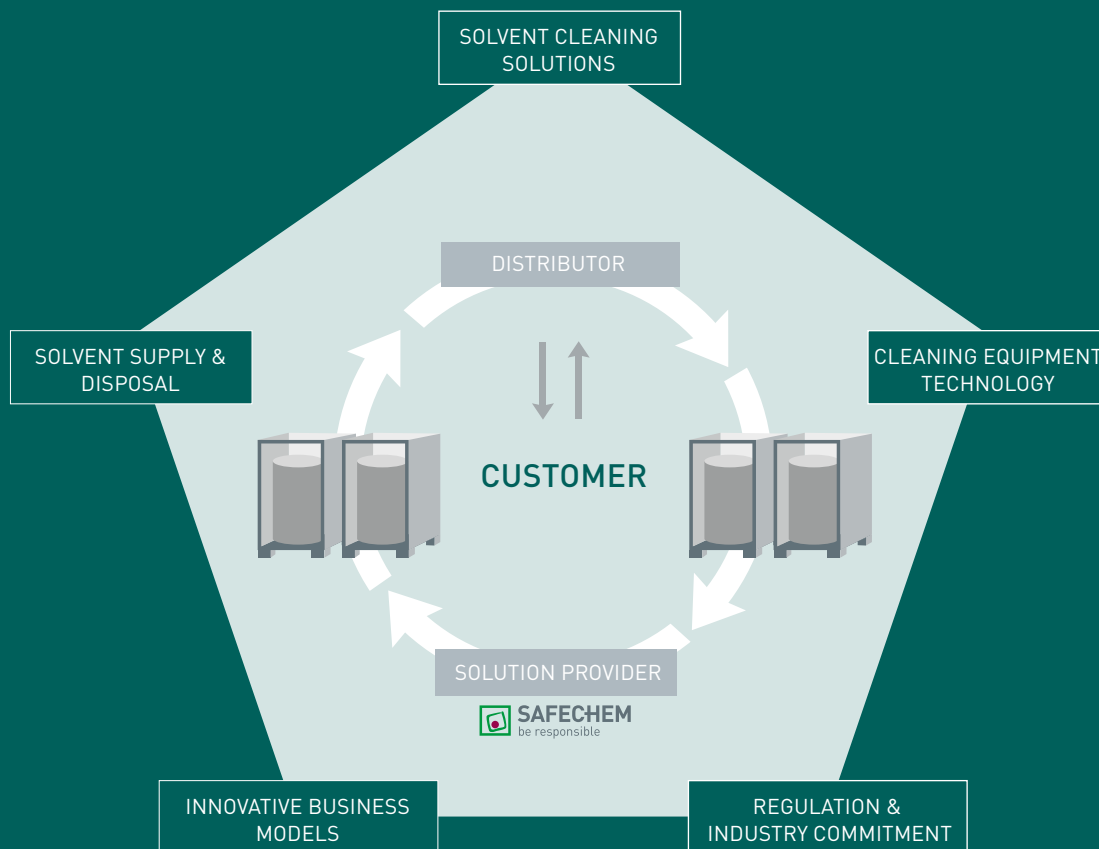 SOLVENT CLEANING
SOLUTIONS
DISTRIBUTOR
SOLVENT SUPPLY &
DISPOSAL
CLEANING EQUIPMENT
TECHNOLOGY
CUSTOMER
SOLUTION PROVIDER
SAFECHEM
be responsible
INNOVATIVE BUSINESS
MODELS
REGULATION &
INDUSTRY COMMITMENT